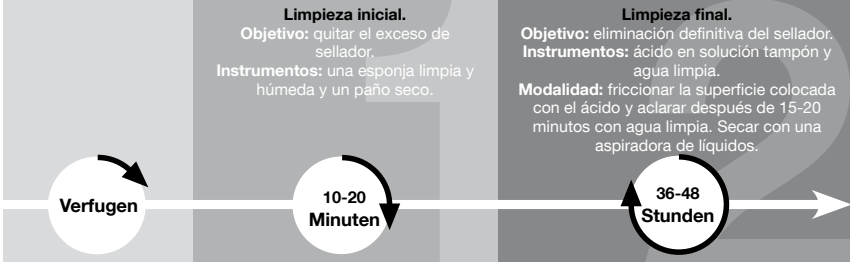 Limpieza inicial.
Objetivo: quitar el exceso de
sellador.
Instrumentos: una esponja limpia y
húmeda y un paño seco.
Limpieza final.
Objetivo: eliminación definitiva del sellador.
Instrumentos: ácido en solución tampón y
agua limpia.
Modalidad: friccionar la superficie colocada
con el ácido y aclarar después de 15-20
minutos con agua limpia. Secar con una
aspiradora de líquidos.
Verfugen
10-20
Minuten
36-48
Stunden
1
2